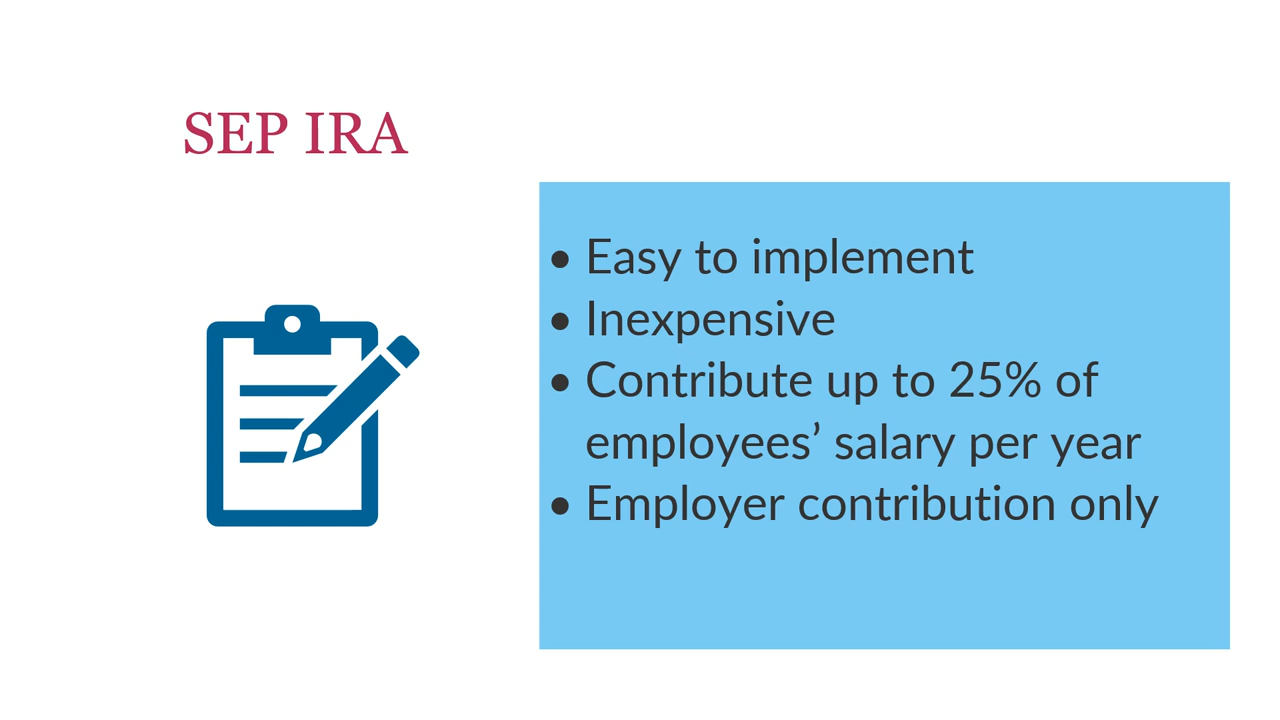 SEP IRA
• Easy to implement
• Inexpensive
• Contribute up to 25% of
employees’ salary per year
• Employer contribution only